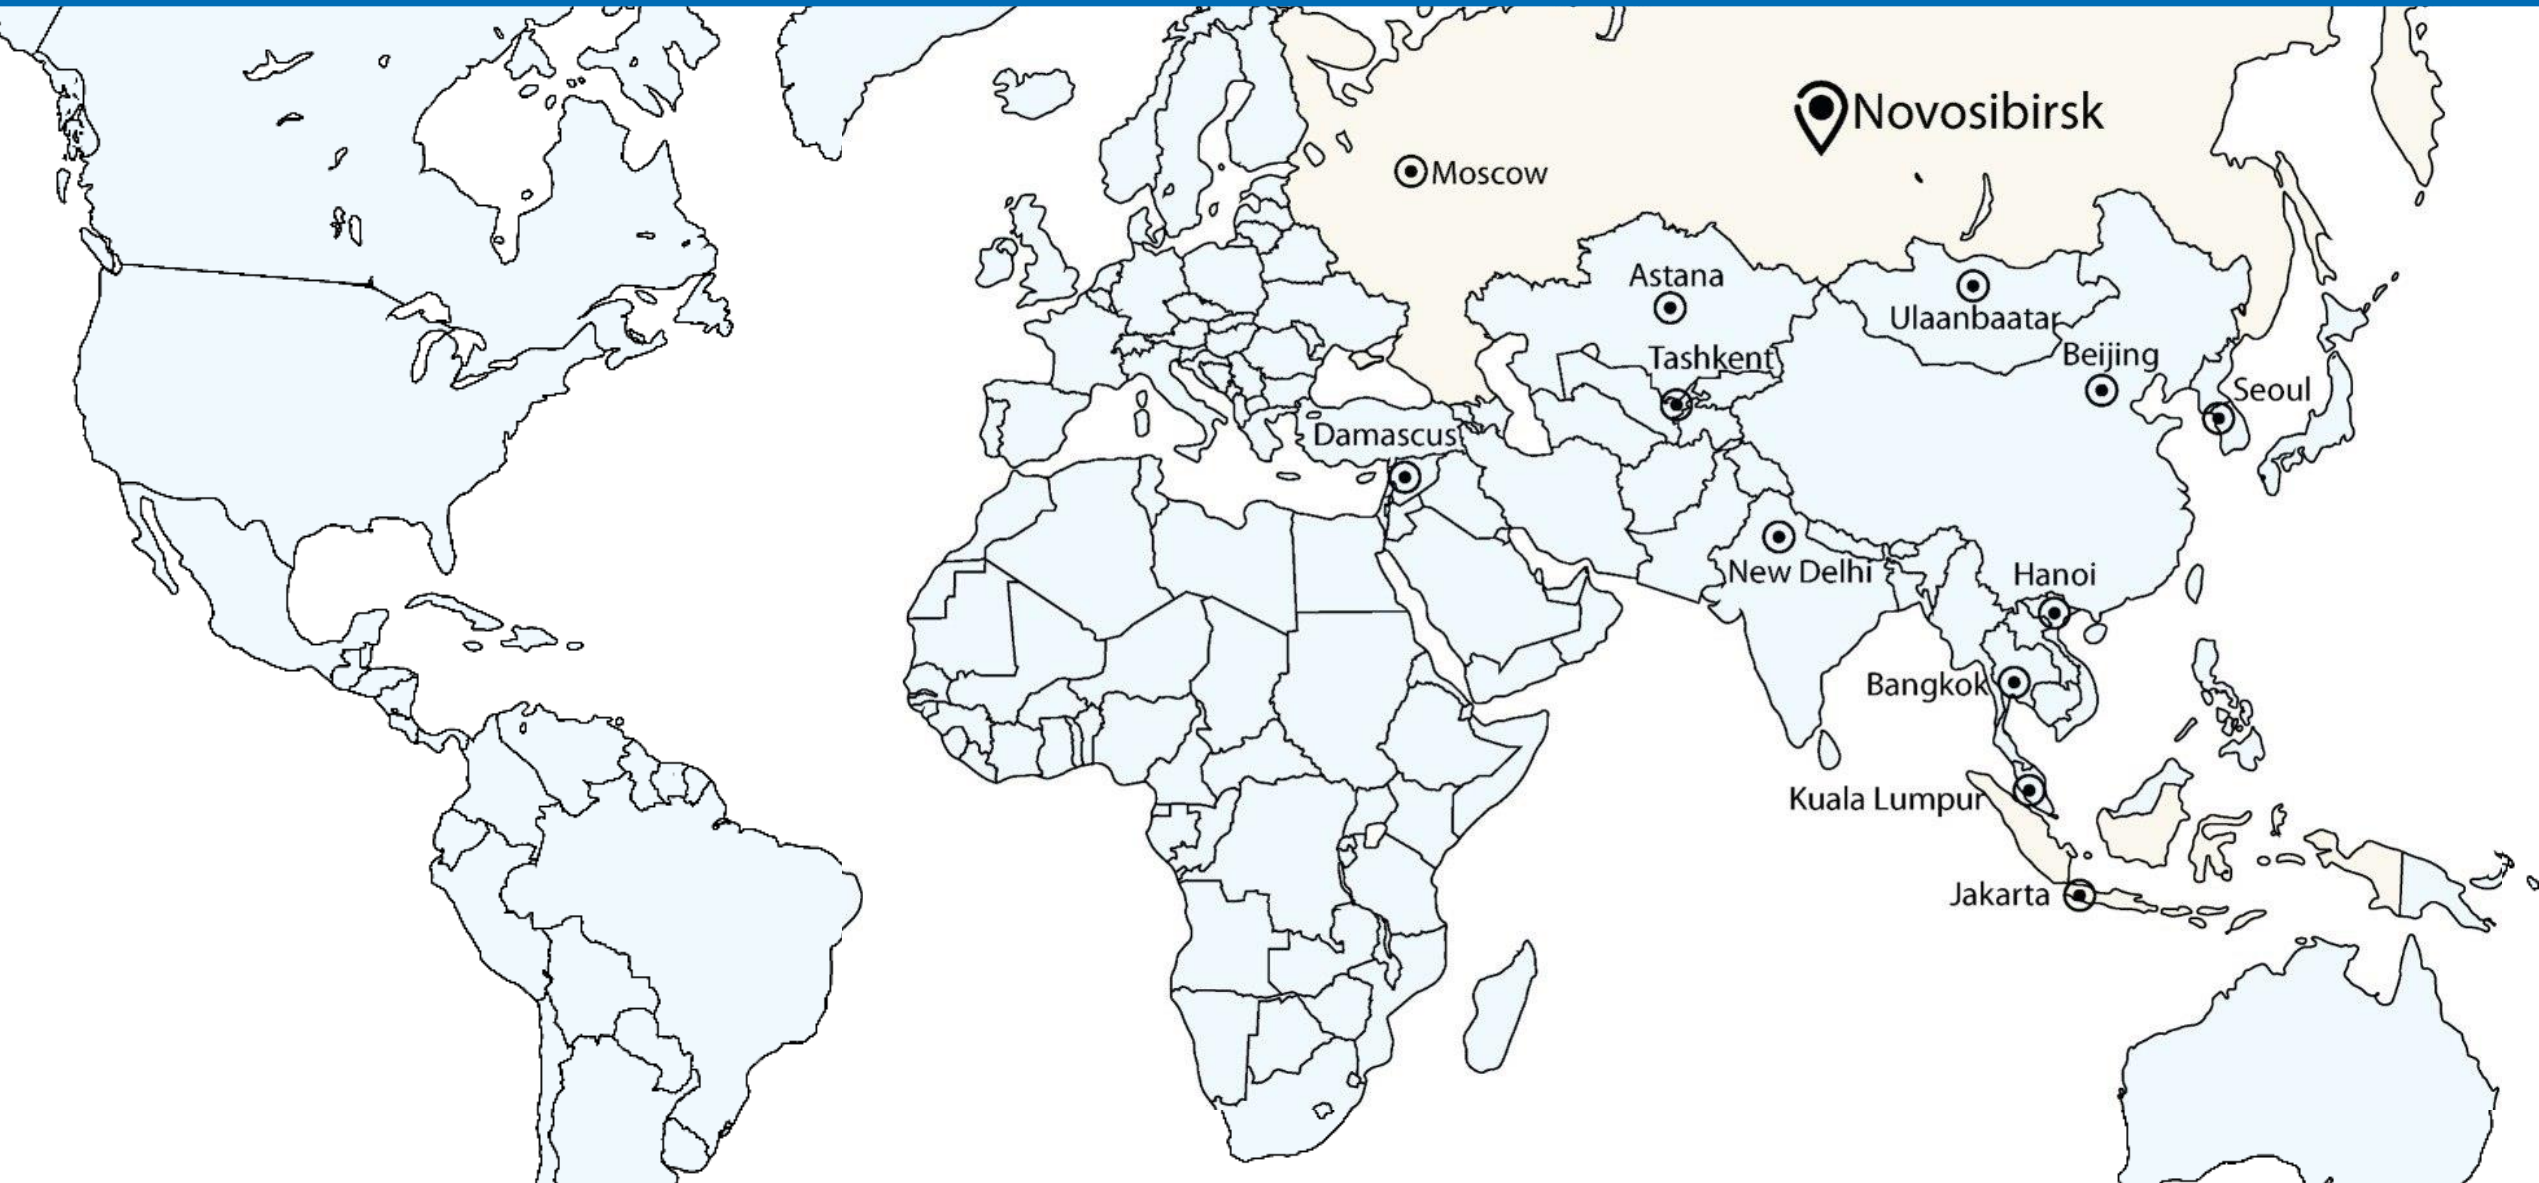 Novosibirsk
Moscow
Astana
Ulaanbaatar
Tashkent
Beijing
Seoul
Damascus
New Delhi
Hanoi
Bangkok
Kuala Lumpur
Jakarta